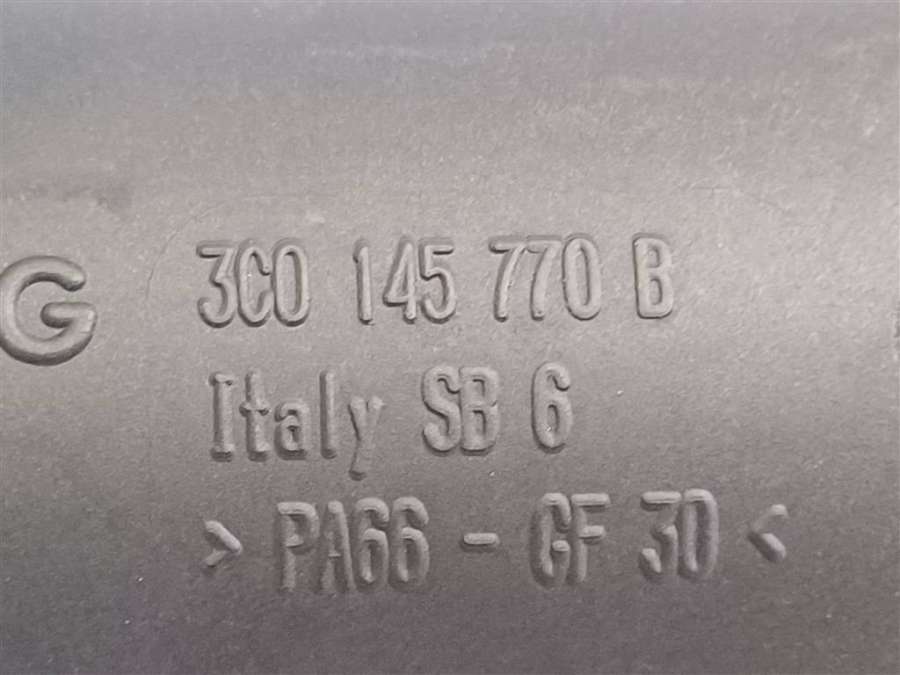 G
3C0 145 770 B
Italy SB 6
> PA66 - GF 30 <